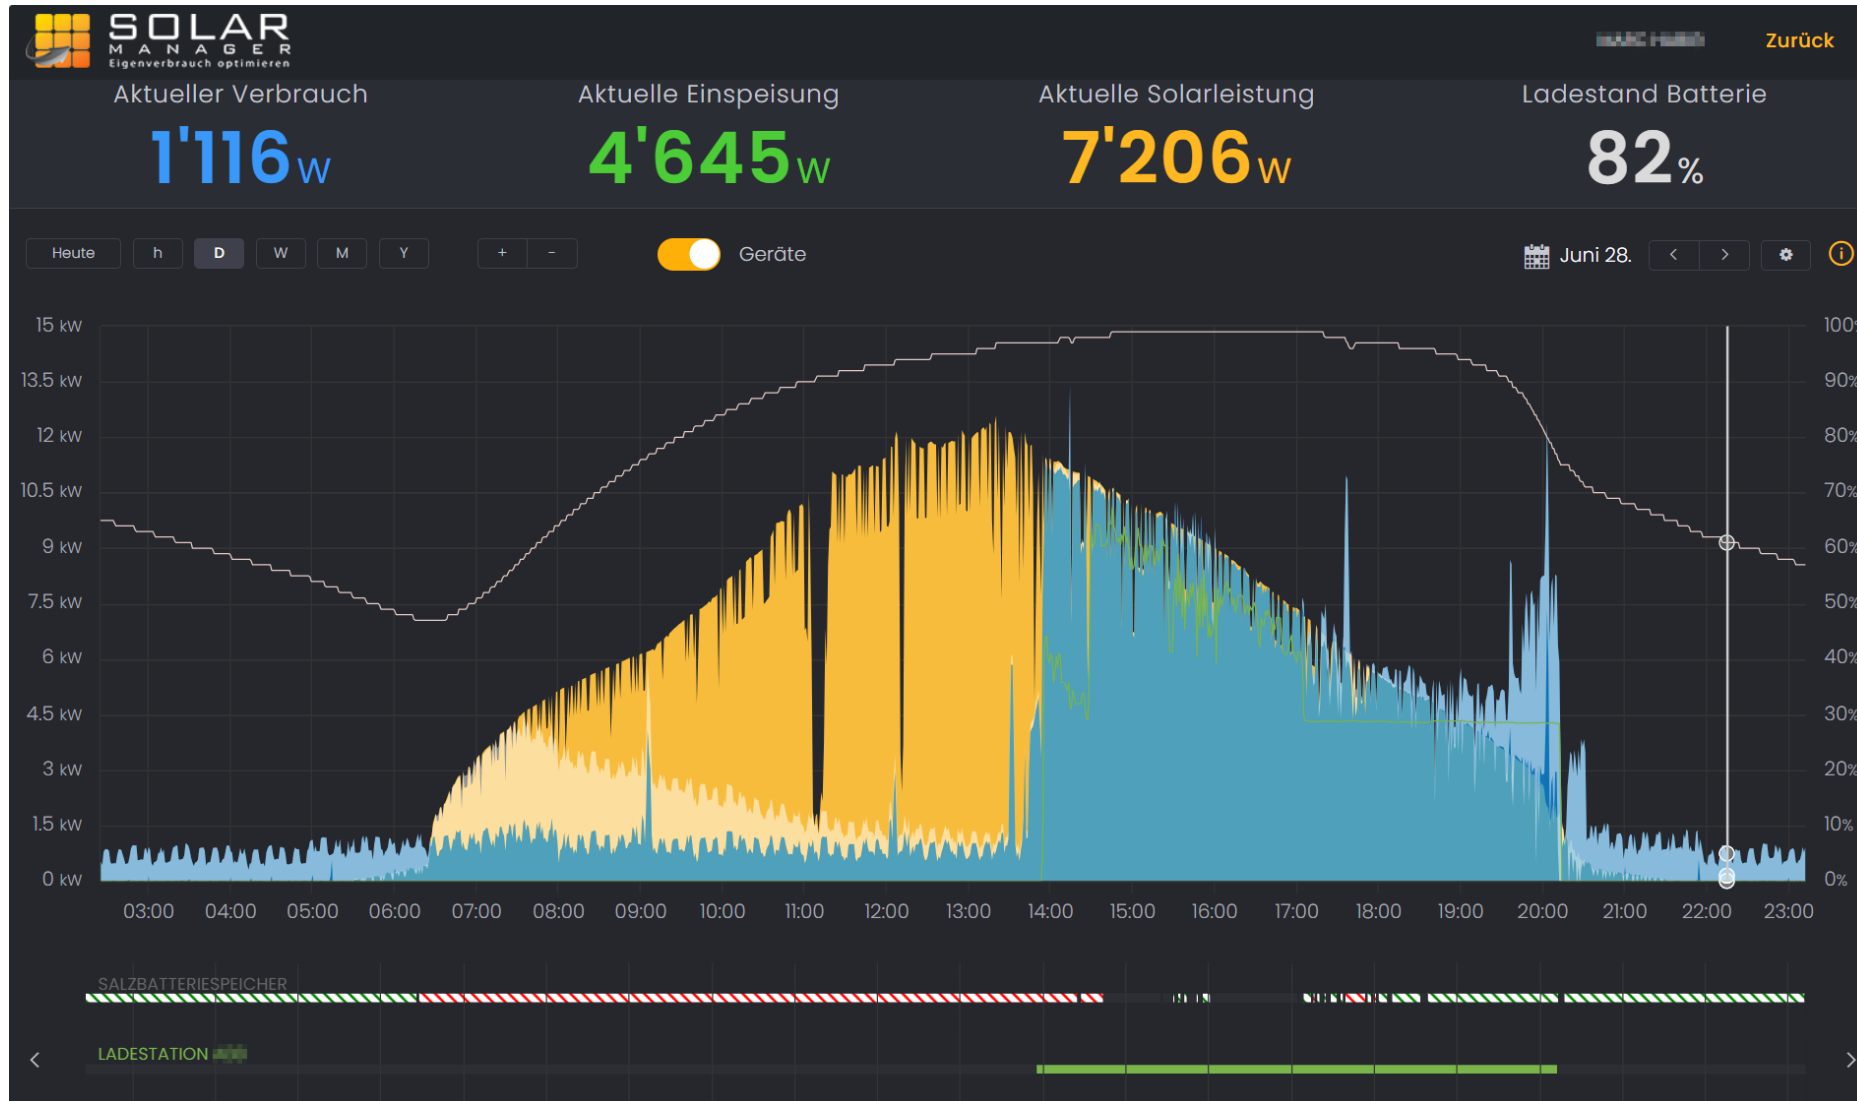 SOLAR
MANAGER
Eigenverbrauch optimieren
Zurück
Aktueller Verbrauch
Aktuelle Einspeisung
Aktuelle Solarleistung
Ladestand Batterie
1'116 W
4'645 W
7'206 W
82 %
Heute
h
D
W
M
Y
+
-
Geräte
Juni 28.
<
>
i
15 kW
13.5 kW
12 kW
10.5 kW
9 kW
7.5 kW
6 kW
4.5 kW
3 kW
1.5 kW
0 kW
100%
90%
80%
70%
60%
50%
40%
30%
20%
10%
0%
03:00 04:00 05:00 06:00 07:00 08:00 09:00 10:00 11:00 12:00 13:00 14:00 15:00 16:00 17:00 18:00 19:00 20:00 21:00 22:00 23:00
SALZBATTERIESPEICHER
LADESTATION